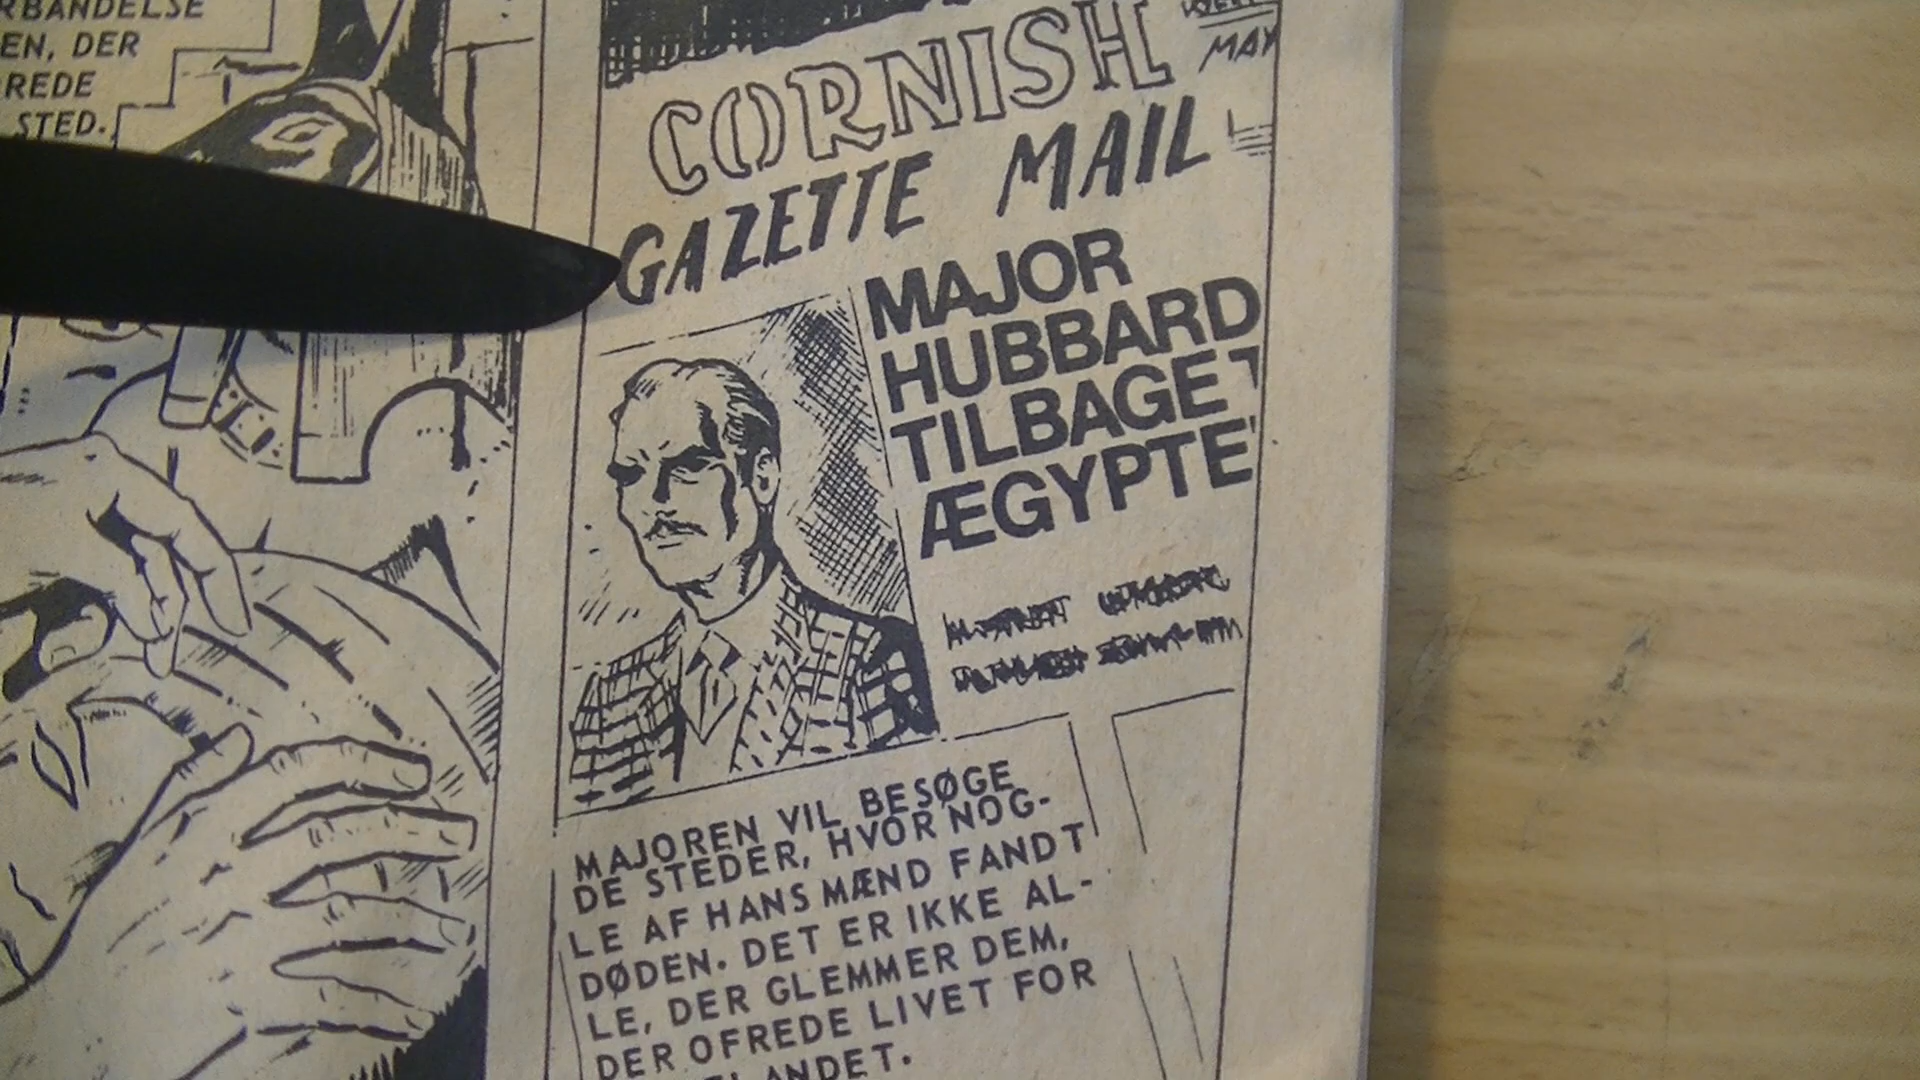 RBANDELSE
EN, DER
REDE
STED.
MAY
CORNISH
GAZETTE MAIL
MAJOR
HUBBARD
TILBAGE
ÆGYPTE
MAJOREN VIL BESØGE
DE STEDER, HVOR NOG-
LE AF HANS MÆND FANDT
DØDEN. DET ER IKKE AL-
LE, DER GLEMMER DEM,
DER OFREDE LIVET FOR
LANDET.